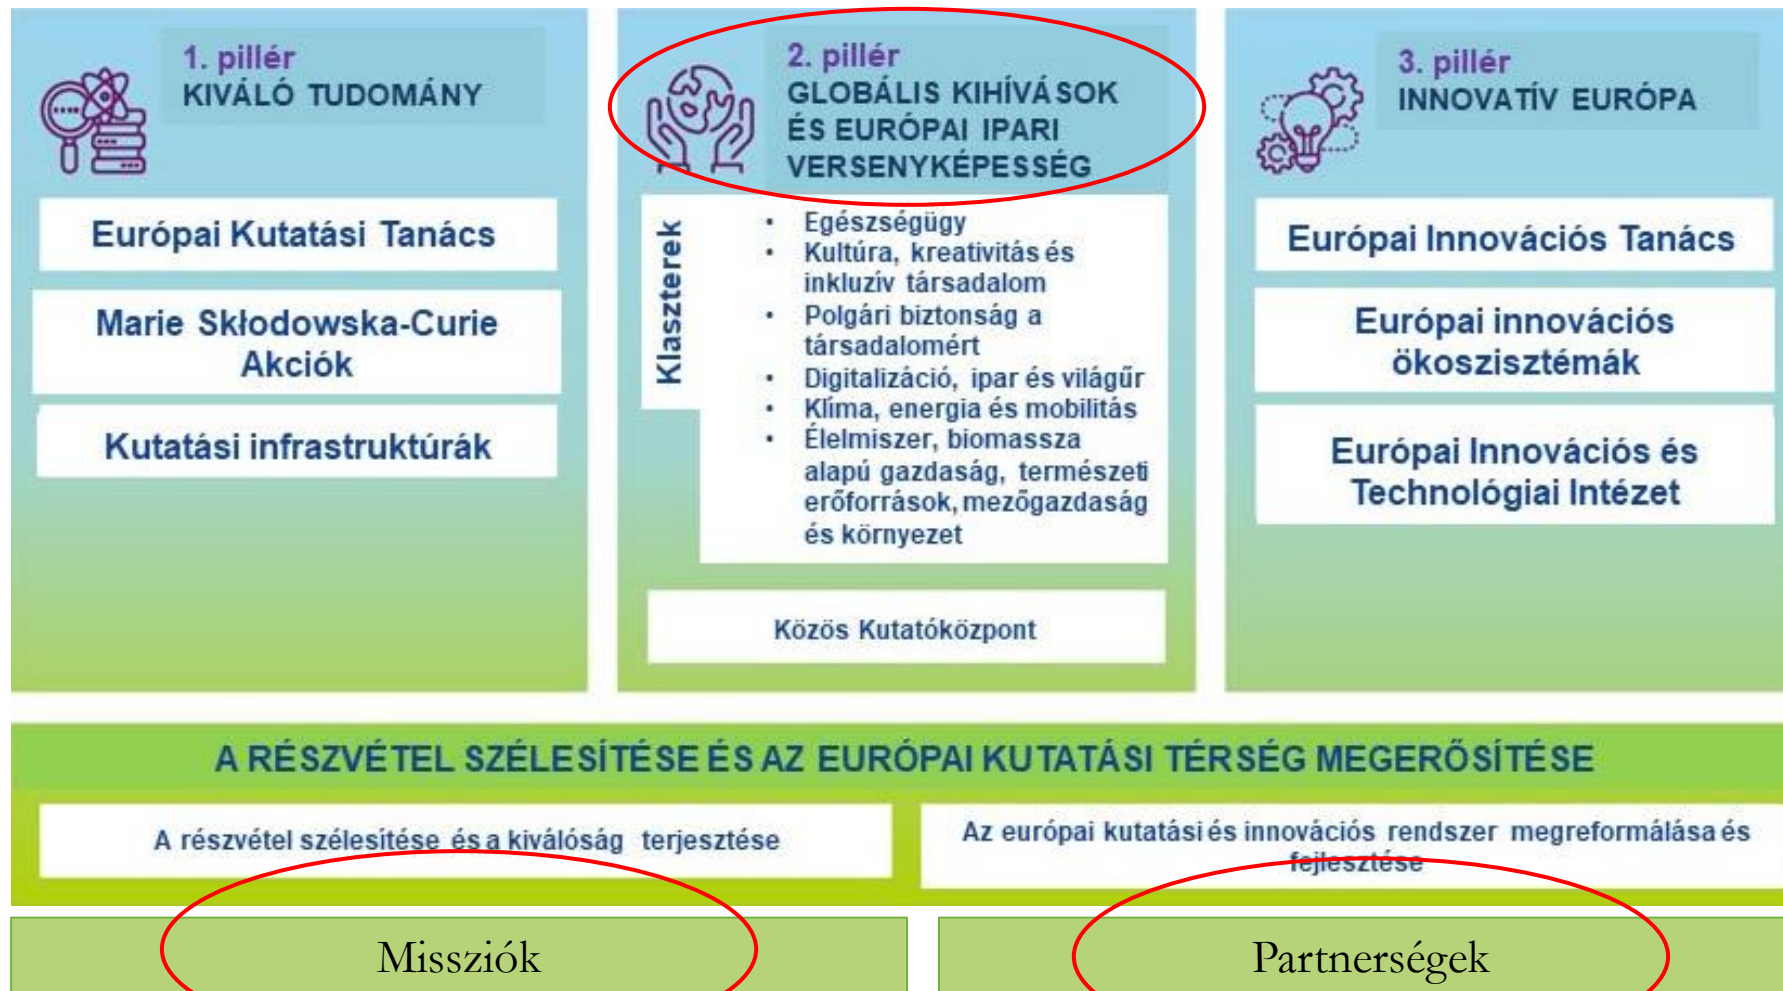 1. pillér
KIVÁLÓ TUDOMÁNY
Európai Kutatási Tanács
Marie Skłodowska-Curie
Akciók
Kutatási infrastruktúrák
2. pillér
GLOBÁLIS KIHÍVÁSOK
ÉS EURÓPAI IPARI
VERSENYKÉPESSÉG
Klaszterek
• Egészségügy
• Kultúra, kreativitás és
inkluzív társadalom
• Polgári biztonság a
társadalomért
• Digitalizáció, ipar és világűr
• Klíma, energia és mobilitás
• Élelmiszer, biomassza
alapú gazdaság, természeti
erőforrások, mezőgazdaság
és környezet
Közös Kutatóközpont
3. pillér
INNOVATÍV EURÓPA
Európai Innovációs Tanács
Európai innovációs
ökoszisztémák
Európai Innovációs és
Technológiai Intézet
A RÉSZVÉTEL SZÉLESÍTÉSE ÉS AZ EURÓPAI KUTATÁSI TÉRSÉG MEGERŐSÍTÉSE
A részvétel szélesítése és a kiválóság terjesztése
Az európai kutatási és innovációs rendszer megreformálása és
fejlesztése
Missziók
Partnerségek